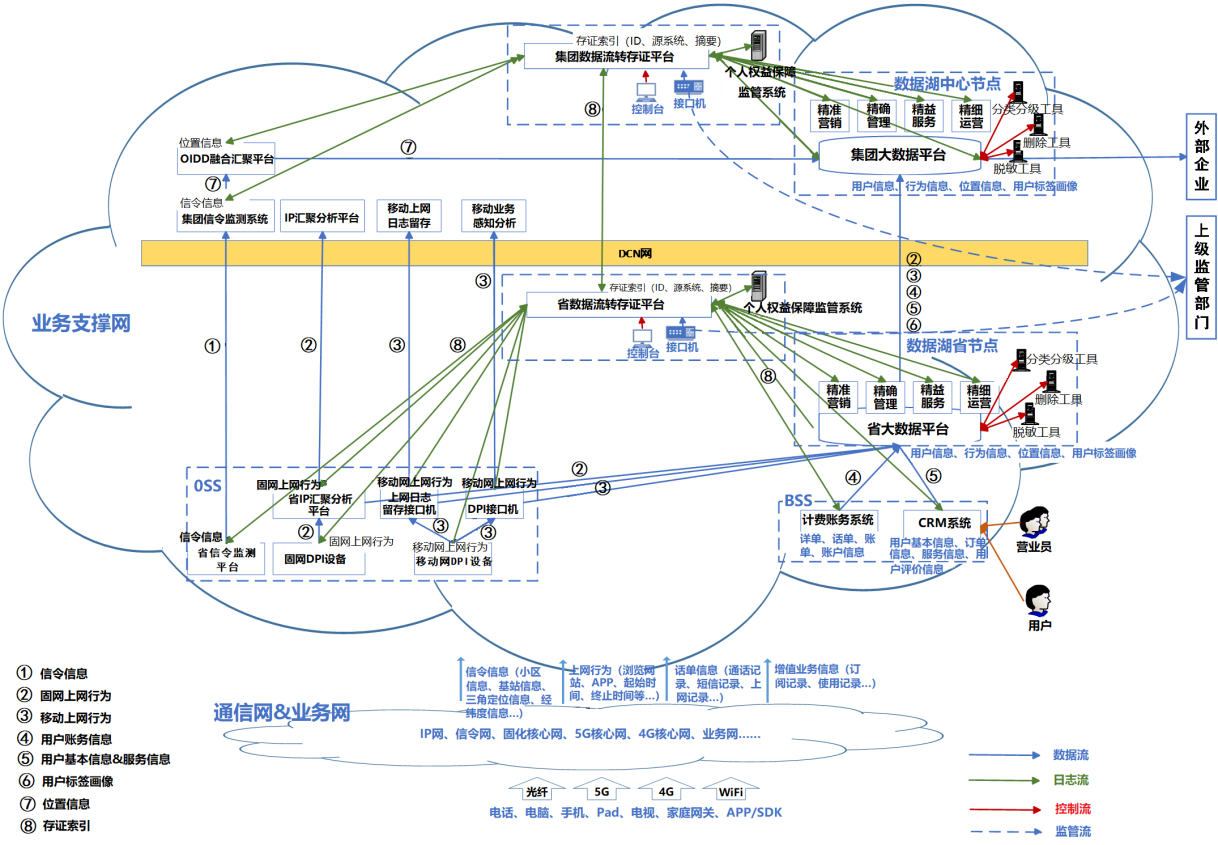 存证索引（ID、源系统、摘要）
集团数据流转存证平台
⑧
控制台
接口机
个人权益保障
监管系统
数据湖中心节点
精准
营销
精确
管理
精益
服务
精细
运营
分类分级工具
删除工具
脱敏工具
集团大数据平台
用户信息、行为信息、位置信息、用户标签画像
外
部
企
业
上
级
监
管
部
门
位置信息
OIDD融合汇聚平台
⑦
⑦
信令信息
集团信令监测系统
IP汇聚分析平台
移动上网
日志留存
移动业务
感知分析
DCN网
②
③
④
⑤
⑥
业务支撑网
①
②
③
⑧
③
存证索引（ID、源系统、摘要）
省数据流转存证平台
控制台
接口机
个人权益保障监管系统
⑧
数据湖省节点
精准
营销
精确
管理
精益
服务
精细
运营
分类分级工具
删除工具
脱敏工具
省大数据平台
用户信息、行为信息、位置信息、用户标签画像
OSS
固网上网行为
省IP汇聚分析
平台
移动网上网行为
上网日志
留存接口机
移动网上网行为
DPI接口机
②
③
信令信息
省信令监测
平台
②
固网上网行为
固网DPI设备
③
③
移动网上网行为
移动网DPI设备
④
⑤
BSS
计费账务系统
详单、话单、账
单、账户信息
CRM系统
用户基本信息、订单
信息、服务信息、用
户评价信息
营业员
用户
① 信令信息
② 固网上网行为
③ 移动上网行为
④ 用户账务信息
⑤ 用户基本信息&服务信息
⑥ 用户标签画像
⑦ 位置信息
⑧ 存证索引
信令信息（小区
信息、基站信息、
三角定位信息、经
纬度信息...）
上网行为（浏览网
站、APP、起始时
间、终止时间等...）
话单信息（通话记
录、短信记录、上
网记录...）
增值业务信息（订
阅记录、使用记录...）
通信网&业务网
IP网、信令网、固化核心网、5G核心网、4G核心网、业务网......
光纤
5G
4G
WiFi
电话、电脑、手机、Pad、电视、家庭网关、APP/SDK
数据流
日志流
控制流
监管流